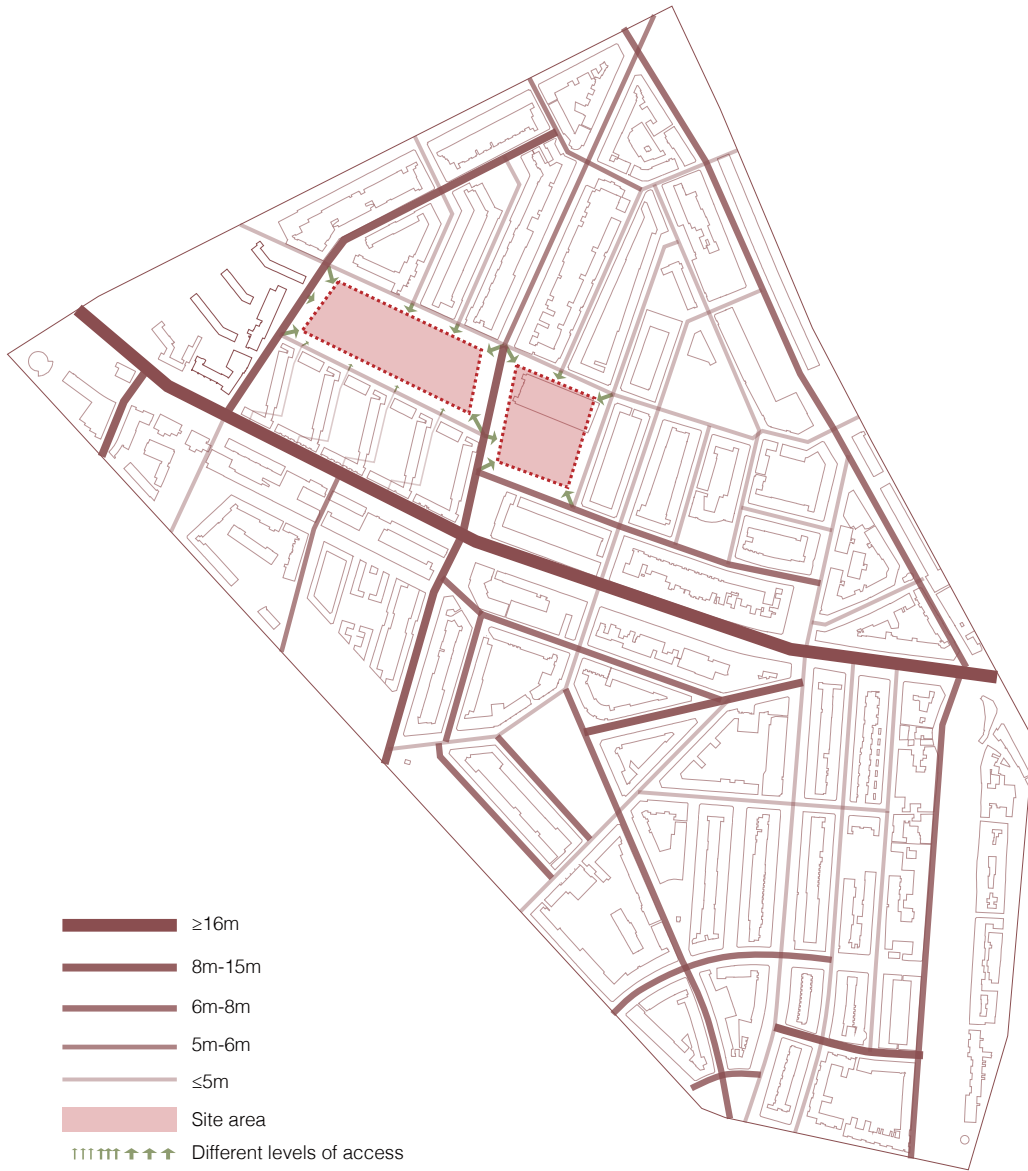 ≥16m
8m-15m
6m-8m
5m-6m
≤5m
Site area
Different levels of access